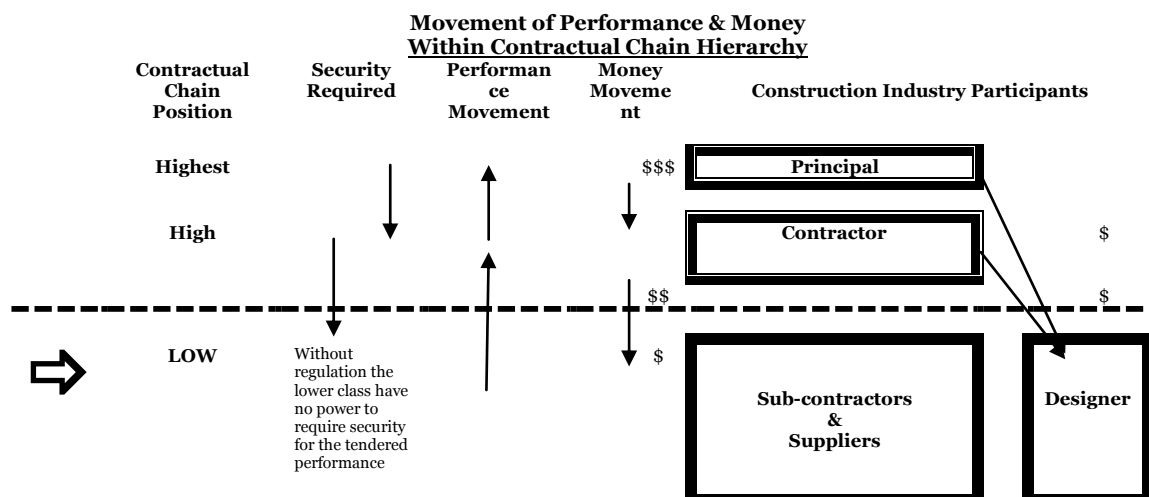 Movement of Performance & Money
Within Contractual Chain Hierarchy
Contractual
Chain
Position
Security
Required
Performan
ce
Movement
Money
Moveme
nt
Construction Industry Participants
Highest
$$$
Principal
High
Contractor
$
$$
$
LOW
Without
regulation the
lower class have
no power to
require security
for the tendered
performance
$
Sub-contractors
&
Suppliers
Designer